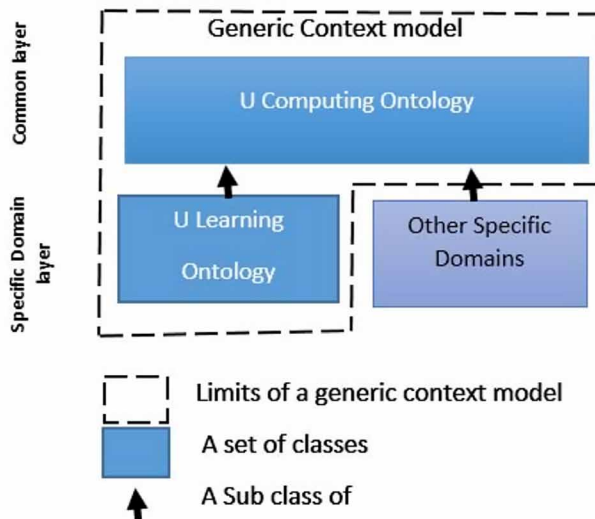 Common layer
Generic Context model
U Computing Ontology
Specific Domain
layer
U Learning
Ontology
Other Specific
Domains
Limits of a generic context model
A set of classes
A Sub class of